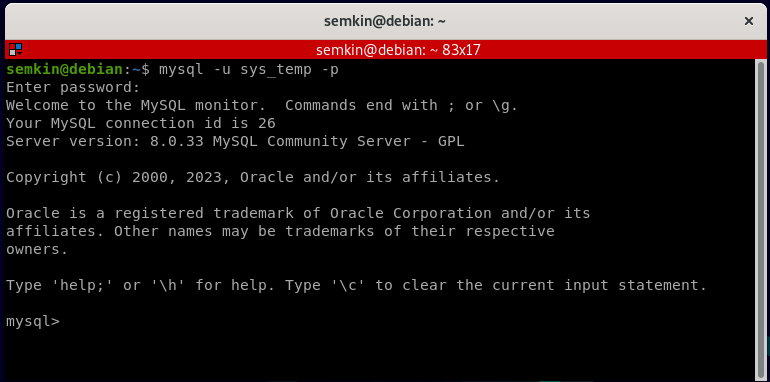 semkin@debian: ~
semkin@debian: ~ 83x17
semkin@debian:~$ mysql -u sys_temp -p
Enter password:
Welcome to the MySQL monitor.  Commands end with ; or \g.
Your MySQL connection id is 26
Server version: 8.0.33 MySQL Community Server - GPL
Copyright (c) 2000, 2023, Oracle and/or its affiliates.
Oracle is a registered trademark of Oracle Corporation and/or its
affiliates. Other names may be trademarks of their respective
owners.
Type 'help;' or '\h' for help. Type '\c' to clear the current input statement.
mysql>